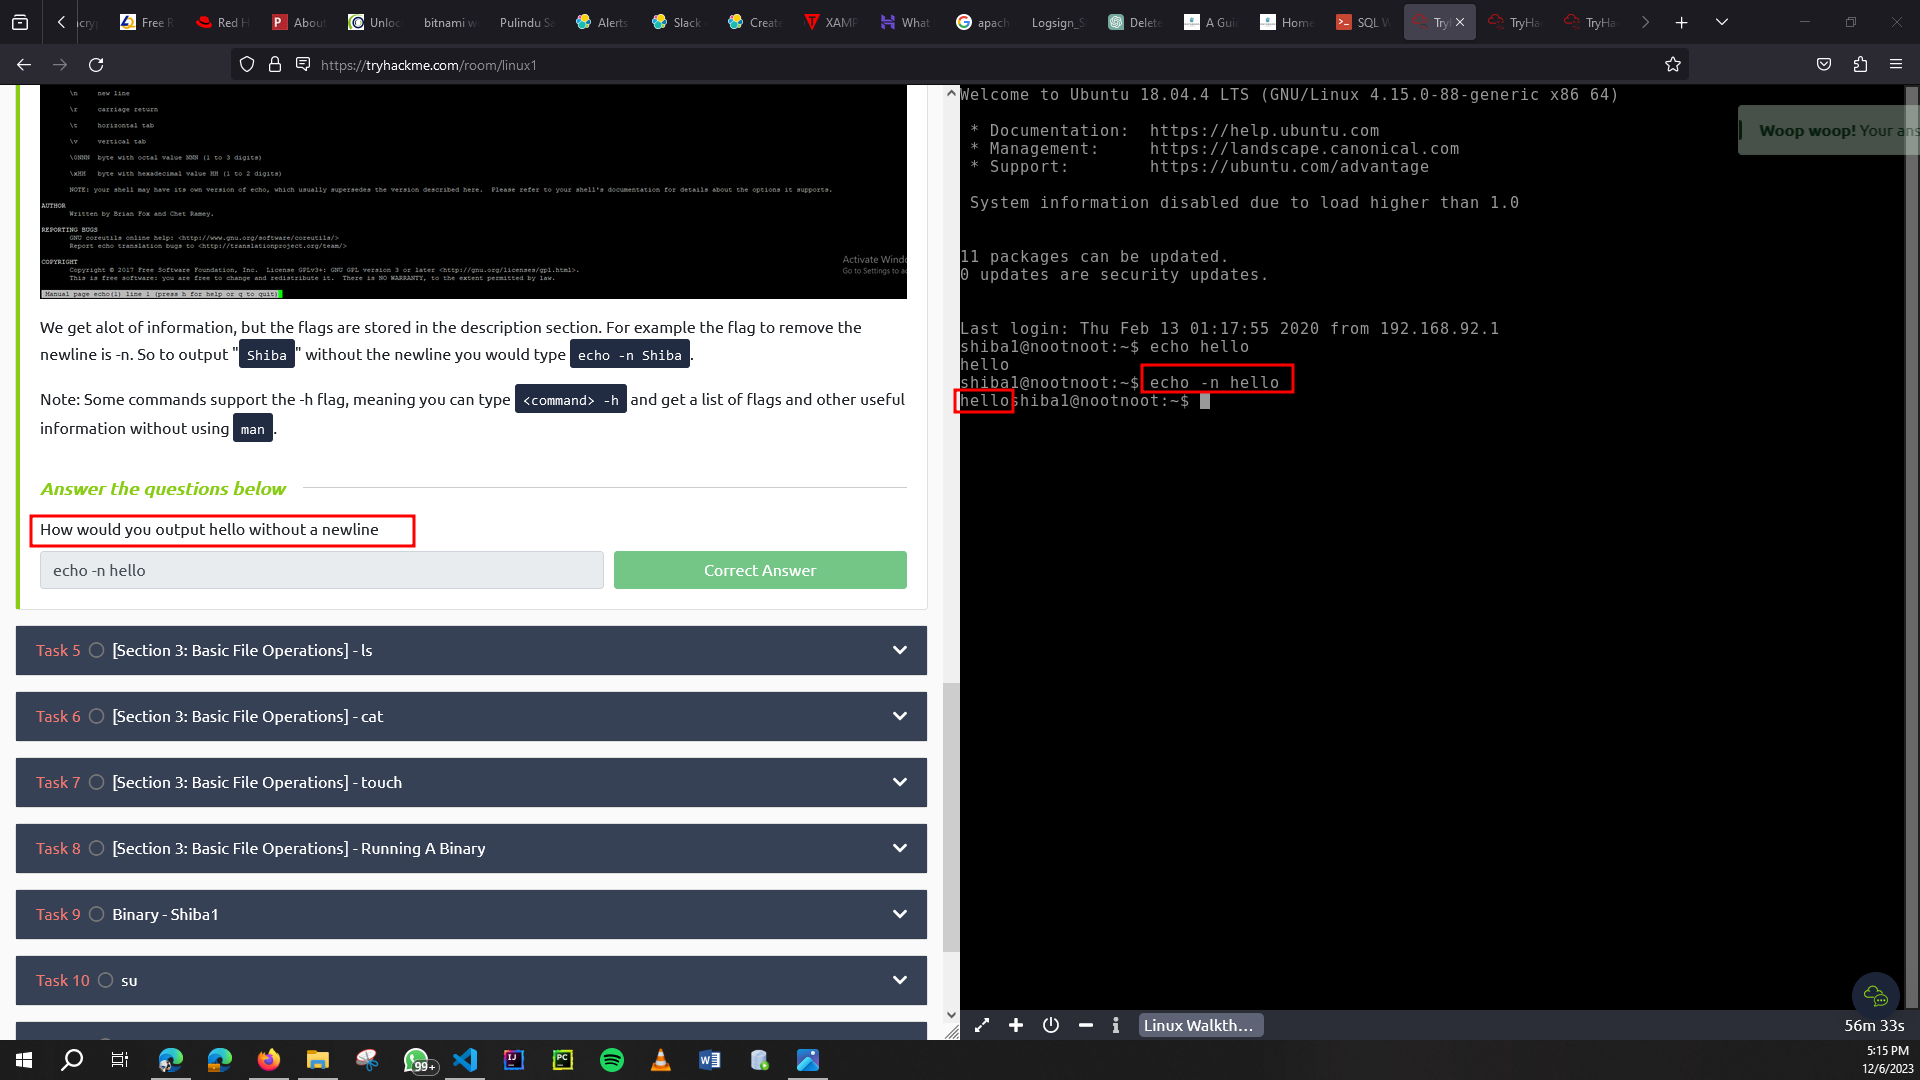 Free R
Red H
About
Unloc
bitnami w
Pulindu Sa
Alerts
Slack
Create
XAMP
What
apach
Logsign_S
Delete
A Gui
Home
SQL W
Try
TryHa
TryHa
https://tryhackme.com/room/linux1
\n new line
\r carriage return
\t horizontal tab
\v vertical tab
\0NNN byte with octal value NNN (1 to 3 digits)
\xHH byte with hexadecimal value HH (1 to 2 digits)
NOTE: your shell may have its own version of echo, which usually supersedes the version described here. Please refer to your shell's documentation for details about the options it supports.
AUTHOR
Written by Brian Fox and Chet Ramey.
REPORTING BUGS
GNU coreutils online help: <http://www.gnu.org/software/coreutils/>
Report echo translation bugs to <http://translationproject.org/team/>
COPYRIGHT
Copyright © 2017 Free Software Foundation, Inc. License GPLv3+: GNU GPL version 3 or later <http://gnu.org/licenses/gpl.html>.
This is free software: you are free to change and redistribute it. There is NO WARRANTY, to the extent permitted by law.
Activate Windo
Go to Settings to ac
Manual page echo(1) line 1 (press h for help or q to quit)
We get alot of information, but the flags are stored in the description section. For example the flag to remove the
newline is -n. So to output "Shiba" without the newline you would type echo -n Shiba.
Note: Some commands support the -h flag, meaning you can type <command> -h and get a list of flags and other useful
information without using man.
Answer the questions below
How would you output hello without a newline
echo -n hello
Correct Answer
Task 5 [Section 3: Basic File Operations] - ls
Task 6 [Section 3: Basic File Operations] - cat
Task 7 [Section 3: Basic File Operations] - touch
Task 8 [Section 3: Basic File Operations] - Running A Binary
Task 9 Binary - Shiba1
Task 10 su
Welcome to Ubuntu 18.04.4 LTS (GNU/Linux 4.15.0-88-generic x86 64)
* Documentation: https://help.ubuntu.com
* Management: https://landscape.canonical.com
* Support: https://ubuntu.com/advantage
Woop woop! Your ans
System information disabled due to load higher than 1.0
11 packages can be updated.
0 updates are security updates.
Last login: Thu Feb 13 01:17:55 2020 from 192.168.92.1
shiba1@nootnoot:~$ echo hello
hello
shiba1@nootnoot:~$ echo -n hello
helloshiba1@nootnoot:~$
Linux Walkth...
56m 33s
99+
5:15 PM
12/6/2023